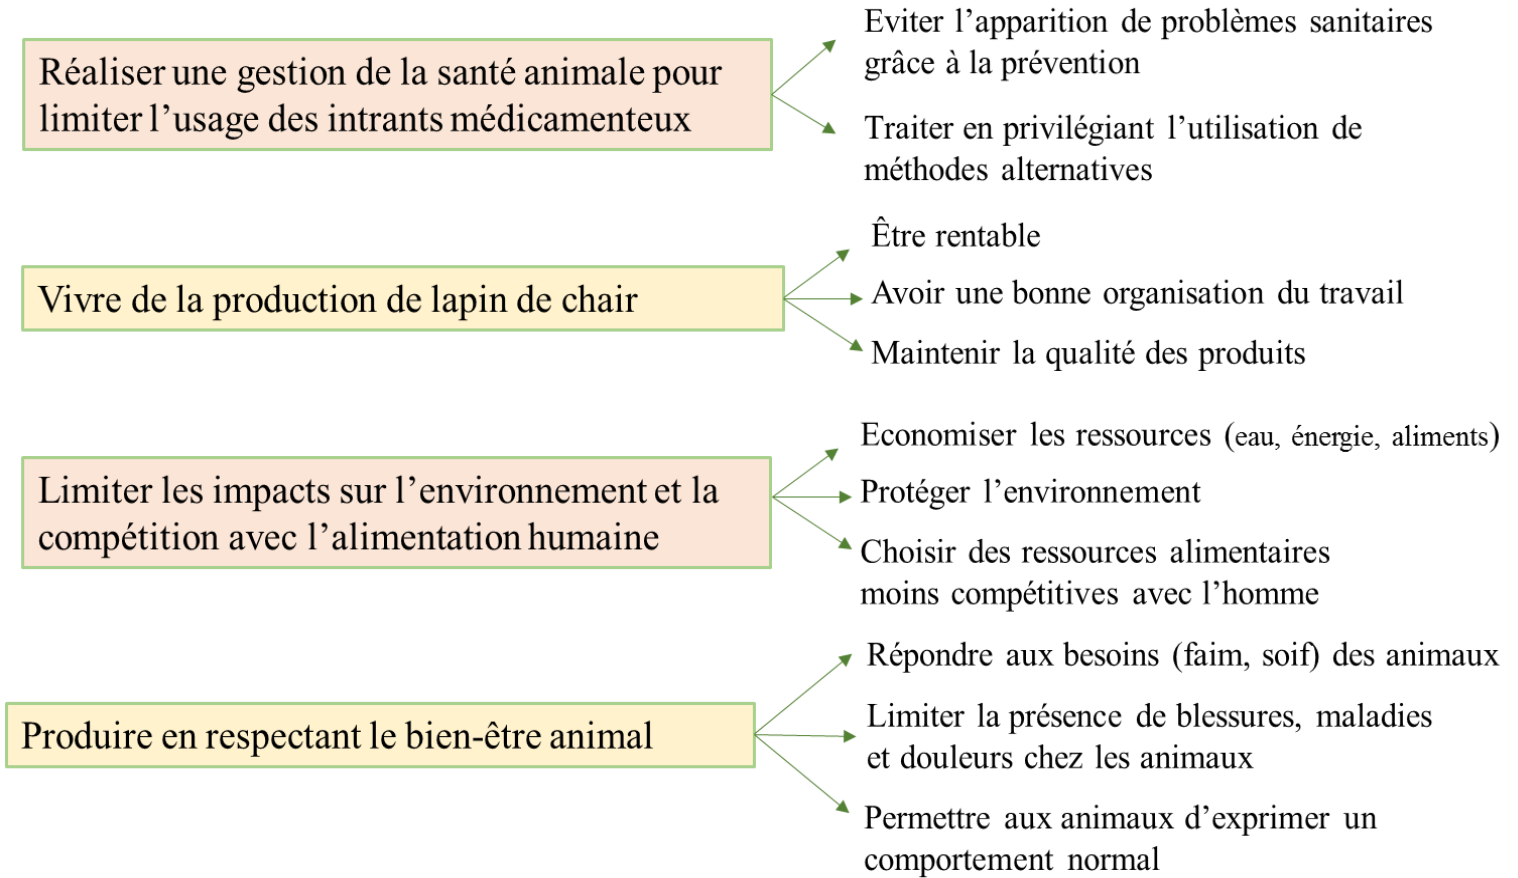 Réaliser une gestion de la santé animale pour
limiter l’usage des intrants médicamenteux
Eviter l’apparition de problèmes sanitaires
grâce à la prévention
Traiter en privilégiant l’utilisation de
méthodes alternatives
Vivre de la production de lapin de chair
Être rentable
Avoir une bonne organisation du travail
Maintenir la qualité des produits
Limiter les impacts sur l’environnement et la
compétition avec l’alimentation humaine
Economiser les ressources (eau, énergie, aliments)
Protéger l’environnement
Choisir des ressources alimentaires
moins compétitives avec l’homme
Produire en respectant le bien-être animal
Répondre aux besoins (faim, soif) des animaux
Limiter la présence de blessures, maladies
et douleurs chez les animaux
Permettre aux animaux d’exprimer un
comportement normal